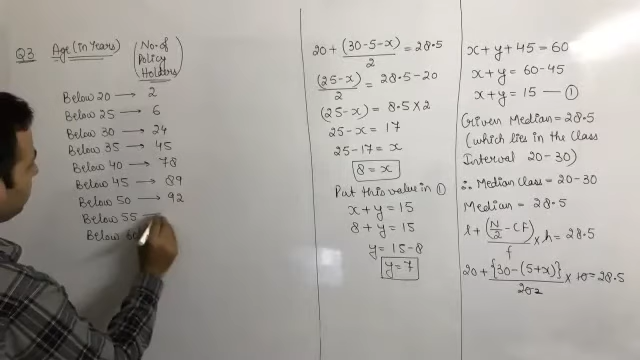 Q3 Age (in Years) (No. of Policy Holders)
Below 20 → 2
Below 25 → 6
Below 30 → 24
Below 35 → 45
Below 40 → 78
Below 45 → 89
Below 50 → 92
Below 55 →
Below 60
20 + (30-5-x)/2 = 28.5
(25-x)/2 = 28.5-20
(25-x) = 8.5 × 2
25-x = 17
25-17 = x
8 = x
Put this value in ①
x + y = 15
8 + y = 15
y = 15-8
y = 7
x + y + 45 = 60
x + y = 60-45
x + y = 15 — ①
Given Median = 28.5
(which lies in the Class
Interval 20-30)
∴ Median Class = 20-30
Median = 28.5
l + (N/2 - CF)/f × h = 28.5
20 + {30-(5+x)}/20 2 × 10 = 28.5